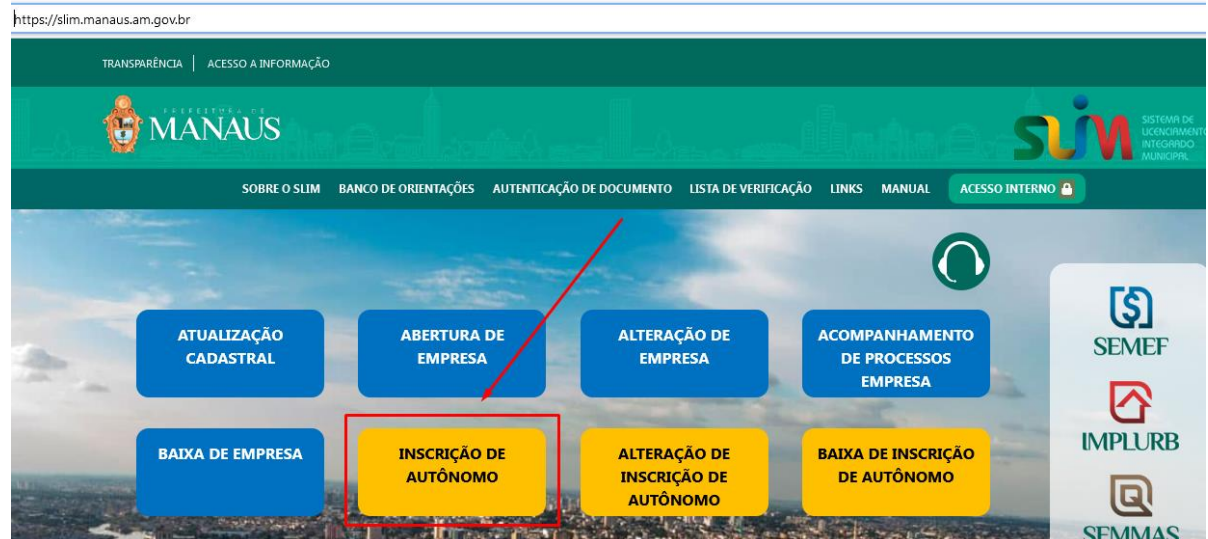 https://slim.manaus.am.gov.br
TRANSPARÊNCIA | ACESSO A INFORMAÇÃO
PREFEITURA DE
MANAUS
SLIM
SISTEMA DE
LICENCIAMENTO
INTEGRADO
MUNICIPAL
SOBRE O SLIM BANCO DE ORIENTAÇÕES AUTENTICAÇÃO DE DOCUMENTO LISTA DE VERIFICAÇÃO LINKS MANUAL ACESSO INTERNO
ATUALIZAÇÃO
CADASTRAL
ABERTURA DE
EMPRESA
ALTERAÇÃO DE
EMPRESA
ACOMPANHAMENTO
DE PROCESSOS
EMPRESA
BAIXA DE EMPRESA
INSCRIÇÃO DE
AUTÔNOMO
ALTERAÇÃO DE
INSCRIÇÃO DE
AUTÔNOMO
BAIXA DE INSCRIÇÃO
DE AUTÔNOMO
SEMEF
IMPLURB
SEMMAS